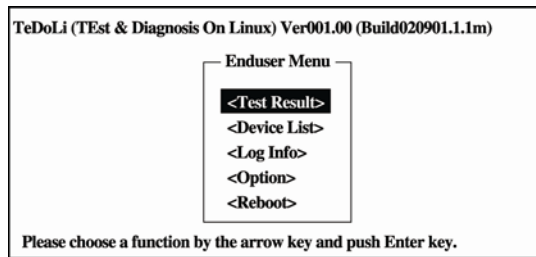 TeDoLi (TEst & Diagnosis On Linux) Ver001.00 (Build020901.1.1m)
Enduser Menu
<Test Result>
<Device List>
<Log Info>
<Option>
<Reboot>
Please choose a function by the arrow key and push Enter key.